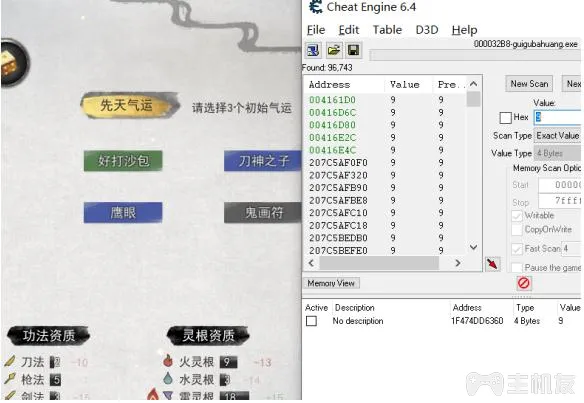 Cheat Engine 6.4
File Edit Table D3D Help
000032B8-guigubahuang.exe
Found: 96,743
Address Value Pre..
004161D0 9 9
00416D6C 9 9
00416D80 9 9
00416E2C 9 9
00416E4C 9 9
207C5AF0F0 9 9
207C5AF320 9 9
207C5AFB90 9 9
207C5AFBE8 9 9
207C5AFC10 9 9
207C5AFC18 9 9
207C5BEDB0 9 9
207C5BEFE0 9 9
New Scan Nex
Value:
Hex 9
Scan Type Exact Value
Value Type 4 Bytes
Memory Scan Optio
Start 00000
Stop 7ffff
Writable
CopyOnWrite
Fast Scan 4
Pause the game
Memory View
Active Description Address Type Value
No description 1F474DD6360 4 Bytes 9
先天气运
请选择3个初始气运
好打沙包 刀神之子
鹰眼 鬼画符
功法资质 灵根资质
刀法 -10 火灵根 9 -13
枪法 5 水灵根 -14
剑法 -15 雷灵根 18 -15
主机友